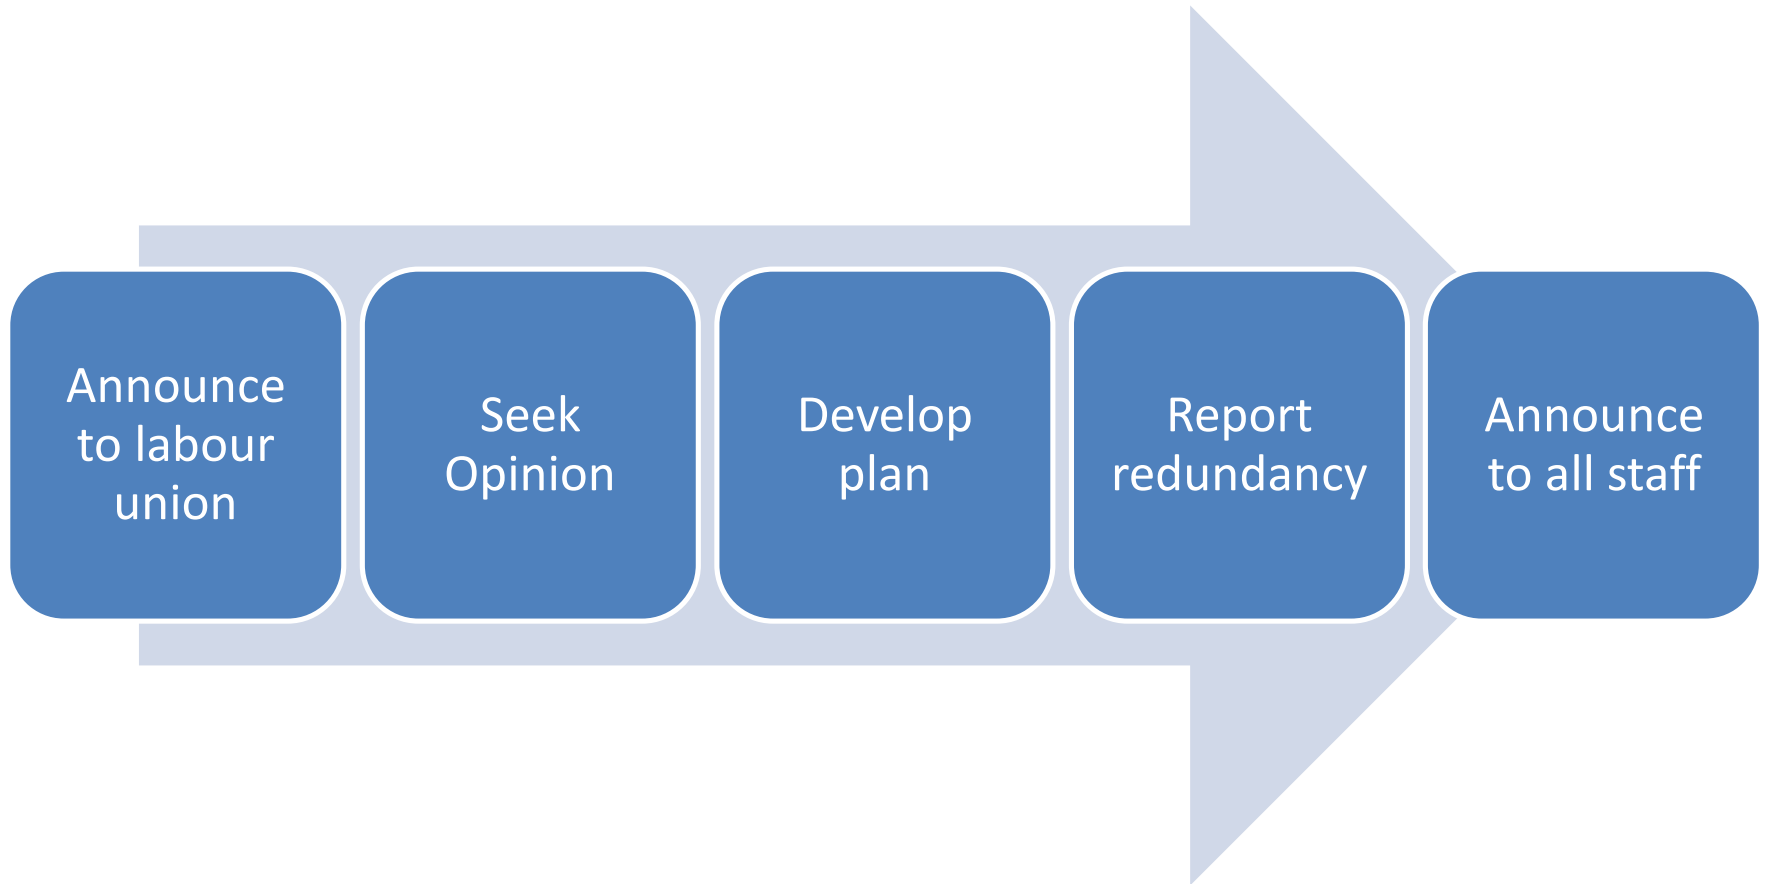 Announce
to labour
union
Seek
Opinion
Develop
plan
Report
redundancy
Announce
to all staff